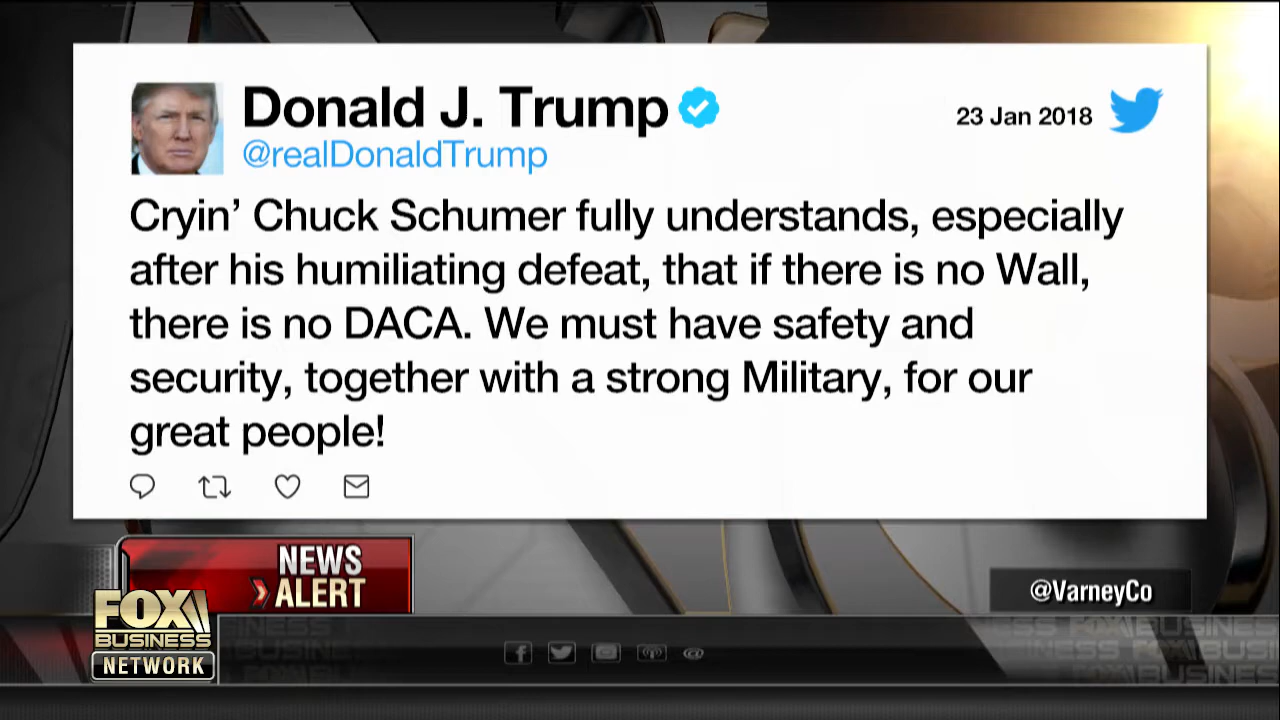 Donald J. Trump
@realDonaldTrump
23 Jan 2018
Cryin’ Chuck Schumer fully understands, especially
after his humiliating defeat, that if there is no Wall,
there is no DACA. We must have safety and
security, together with a strong Military, for our
great people!
NEWS
ALERT
@VarneyCo
FOX
BUSINESS
NETWORK